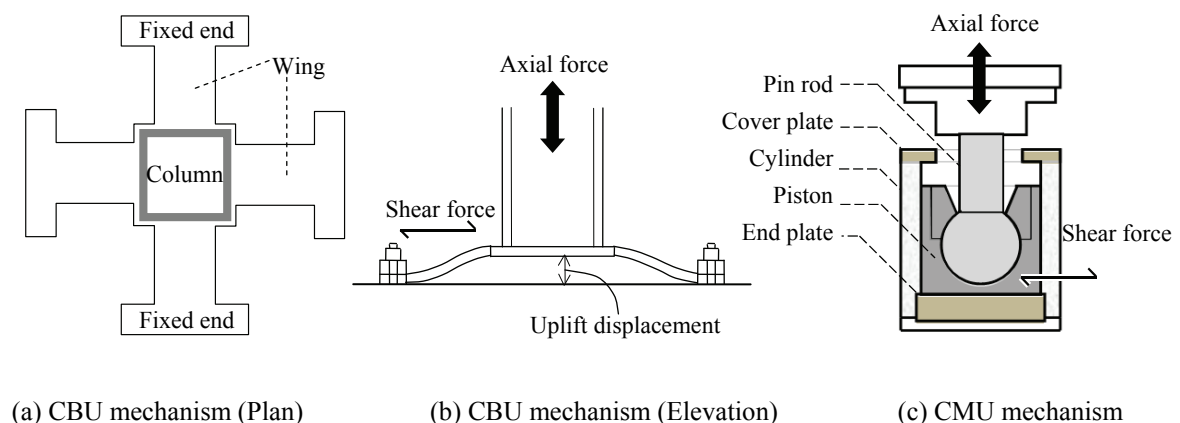 Fixed end
Wing
Column
Fixed end
Axial force
Shear force
Uplift displacement
Axial force
Pin rod
Cover plate
Cylinder
Piston
End plate
Shear force
(a) CBU mechanism (Plan)
(b) CBU mechanism (Elevation)
(c) CMU mechanism